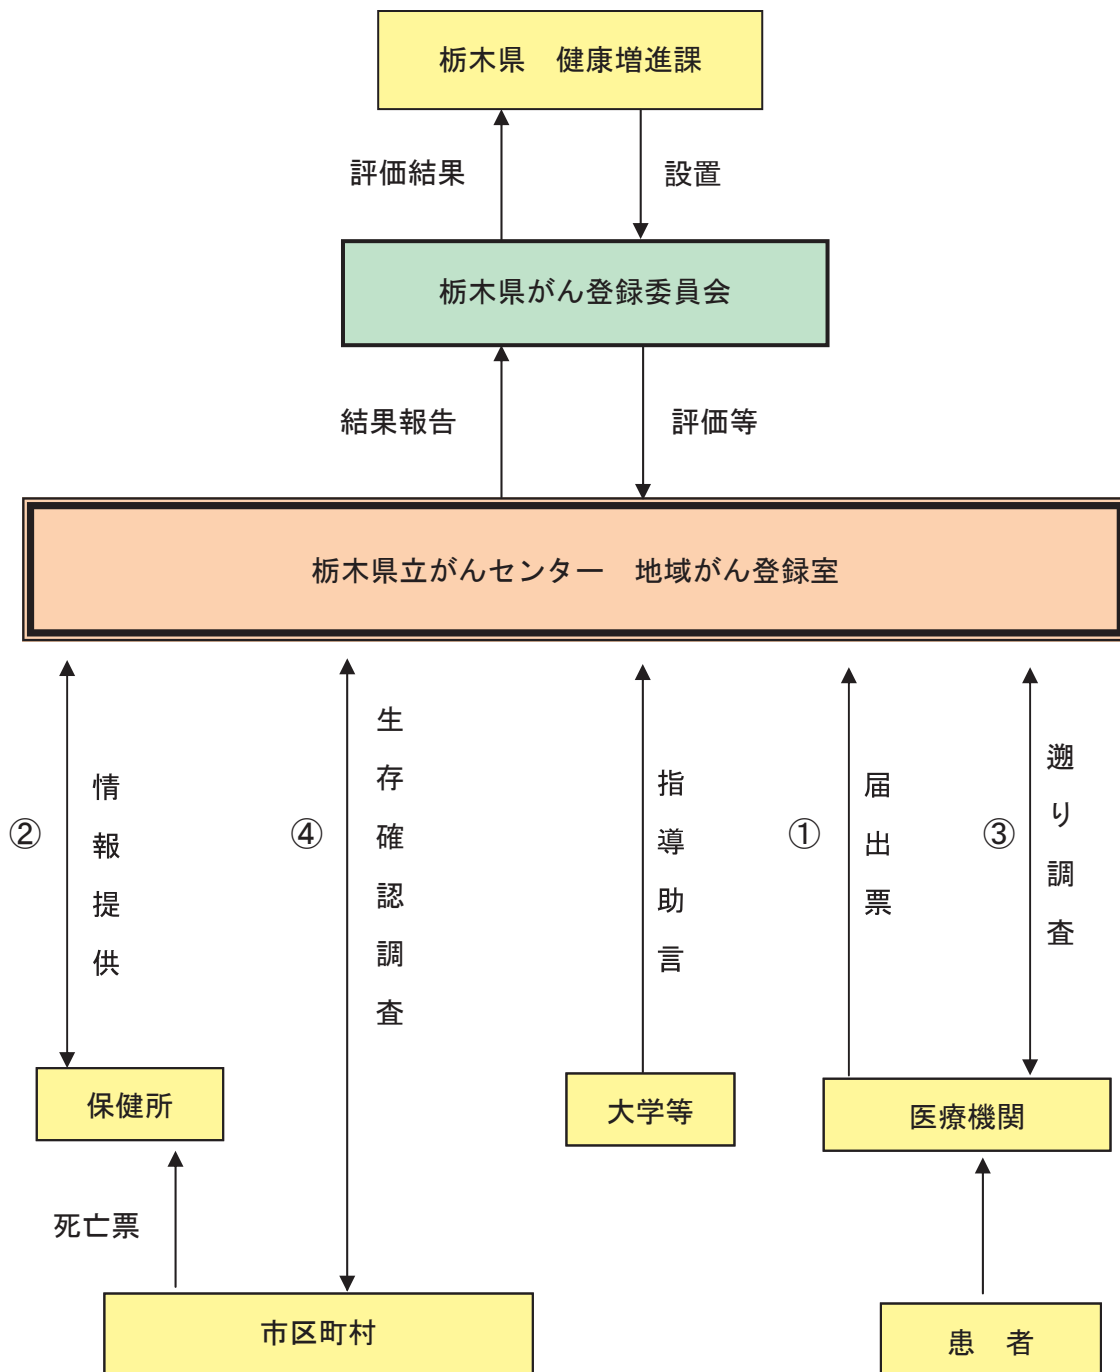 栃木県　健康増進課
評価結果
設置
栃木県がん登録委員会
結果報告
評価等
栃木県立がんセンター　地域がん登録室
②
情報提供
④
生存確認調査
指導助言
①
届出票
③
遡り調査
保健所
大学等
医療機関
死亡票
市区町村
患　者